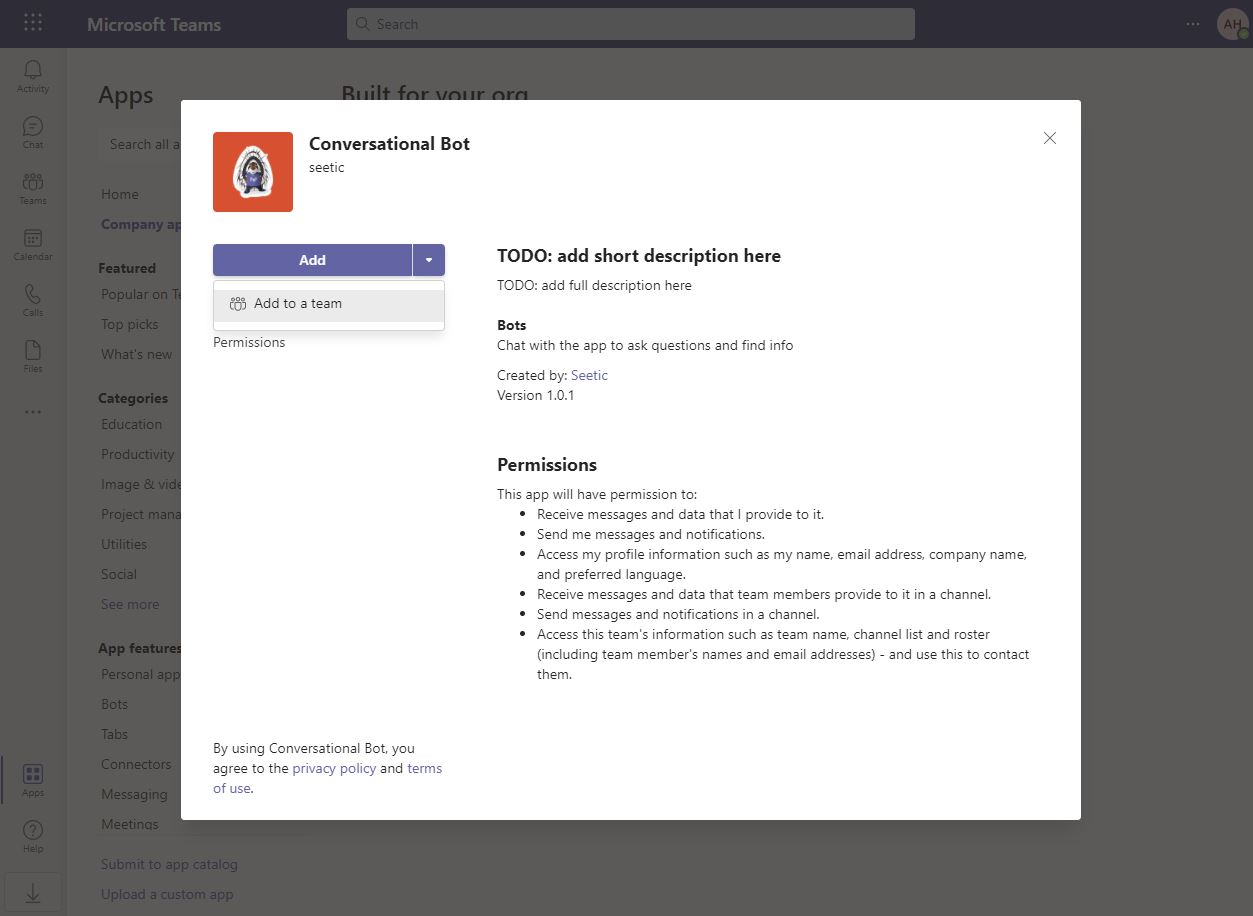 Microsoft Teams
Search
AH
Activity
Chat
Teams
Calendar
Calls
Files
Apps
Help
Apps
Search all a
Home
Company ap
Featured
Popular on Te
Top picks
What's new
Categories
Education
Productivity
Image & vide
Project mana
Utilities
Social
See more
App features
Personal app
Bots
Tabs
Connectors
Messaging
Meetings
Submit to app catalog
Upload a custom app
Built for your org
Conversational Bot
seetic
Add
Add to a team
Permissions
By using Conversational Bot, you
agree to the privacy policy and terms
of use.
TODO: add short description here
TODO: add full description here
Bots
Chat with the app to ask questions and find info
Created by: Seetic
Version 1.0.1
Permissions
This app will have permission to:
Receive messages and data that I provide to it.
Send me messages and notifications.
Access my profile information such as my name, email address, company name,
and preferred language.
Receive messages and data that team members provide to it in a channel.
Send messages and notifications in a channel.
Access this team's information such as team name, channel list and roster
(including team member's names and email addresses) - and use this to contact
them.